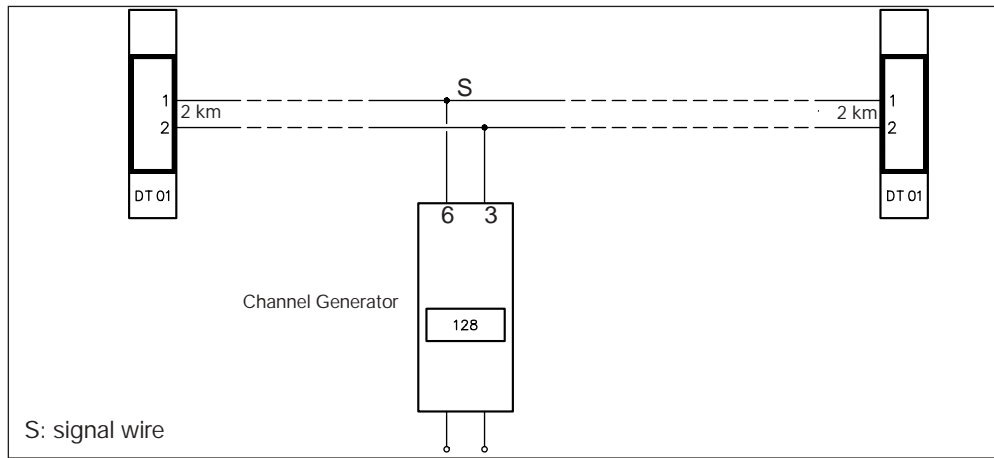 S
1 1
2 km 2 km
2 2
DT 01 DT 01
6 3
Channel Generator
128
S: signal wire